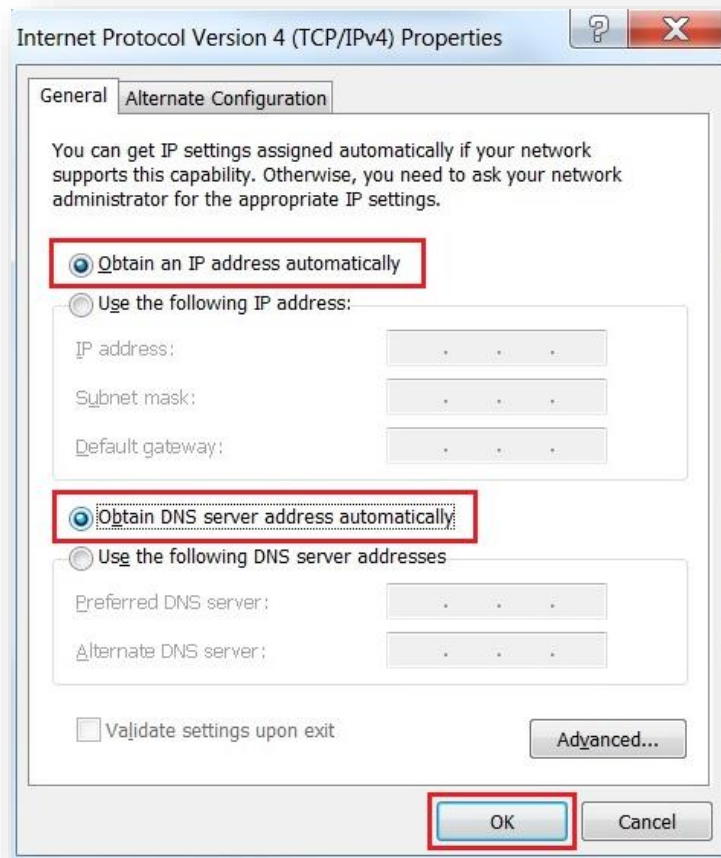 Internet Protocol Version 4 (TCP/IPv4) Properties
General
Alternate Configuration
You can get IP settings assigned automatically if your network
supports this capability. Otherwise, you need to ask your network
administrator for the appropriate IP settings.
Obtain an IP address automatically
Use the following IP address:
IP address:
Subnet mask:
Default gateway:
Obtain DNS server address automatically
Use the following DNS server addresses
Preferred DNS server:
Alternate DNS server:
Validate settings upon exit
Advanced...
OK
Cancel